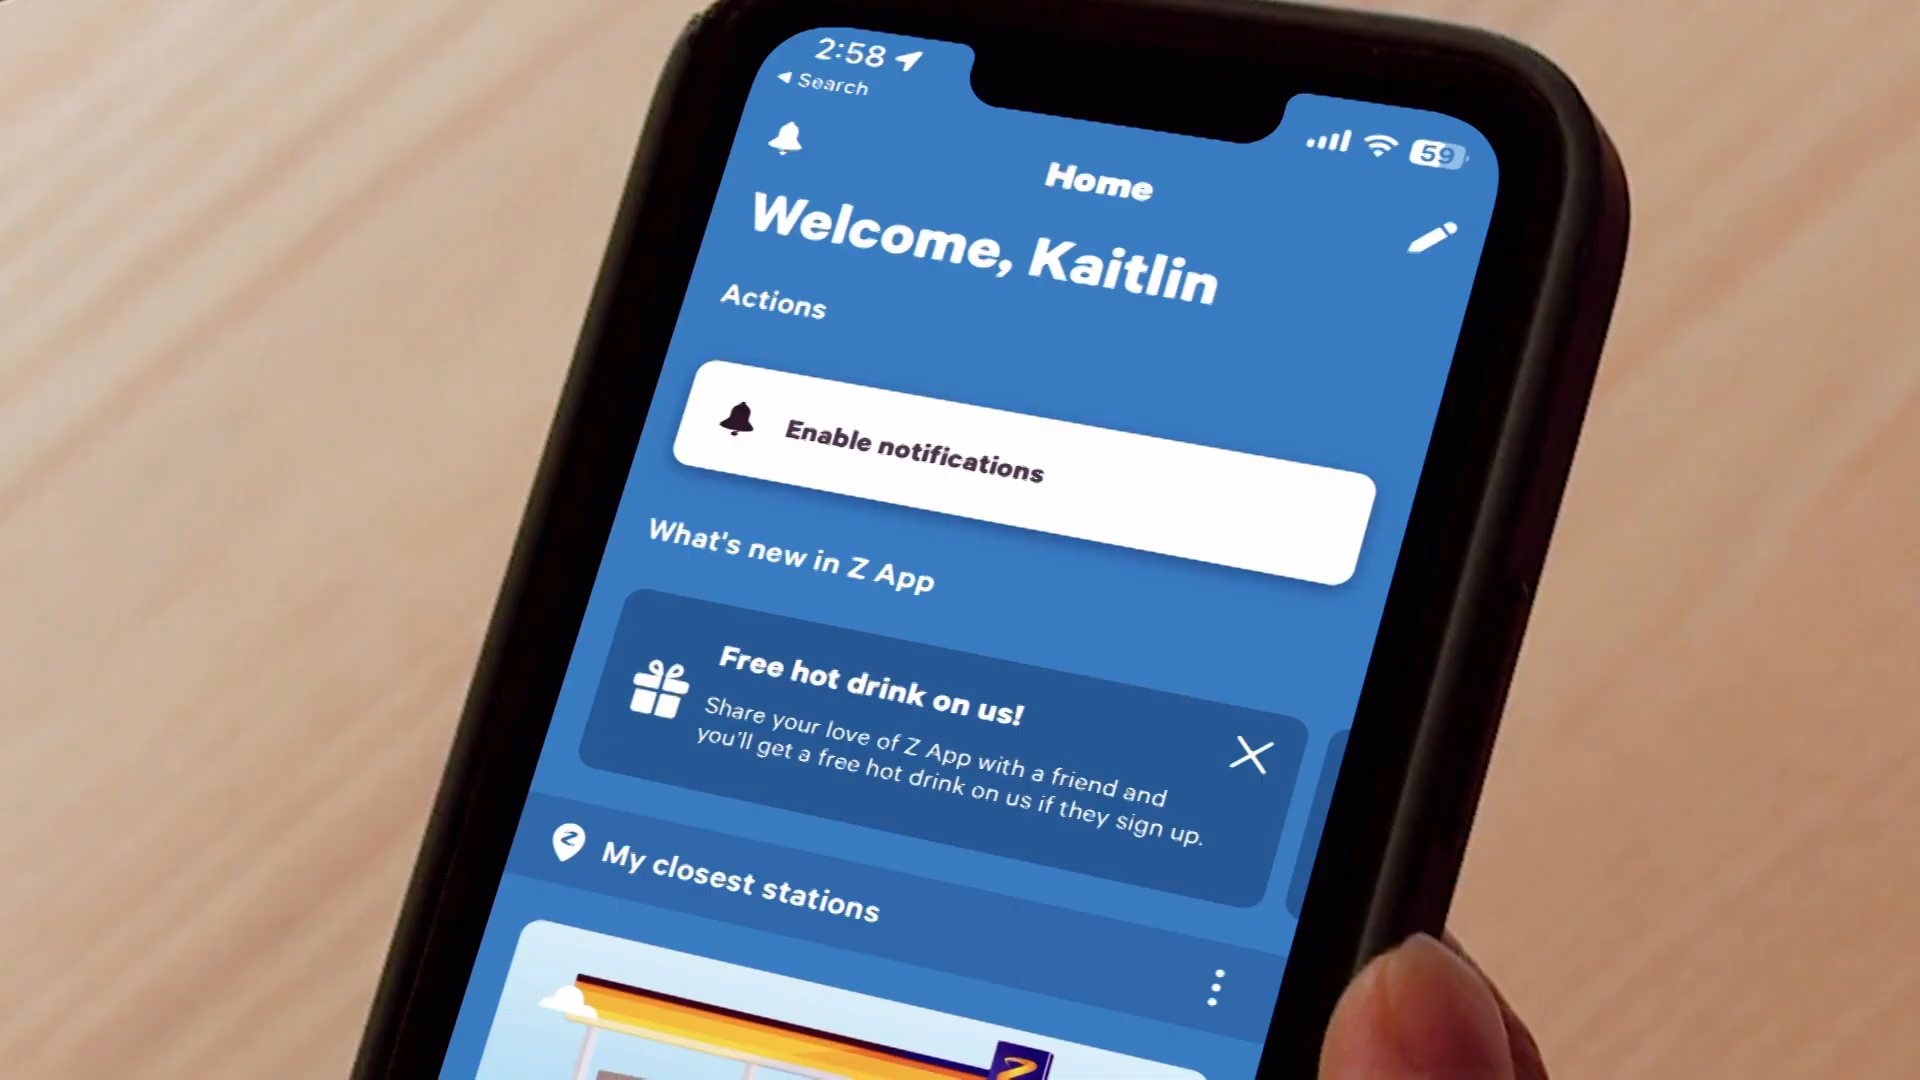 2:58
Search
59
Home
Welcome, Kaitlin
Actions
Enable notifications
What's new in Z App
Free hot drink on us!
Share your love of Z App with a friend and
you'll get a free hot drink on us if they sign up.
Z
My closest stations
Z